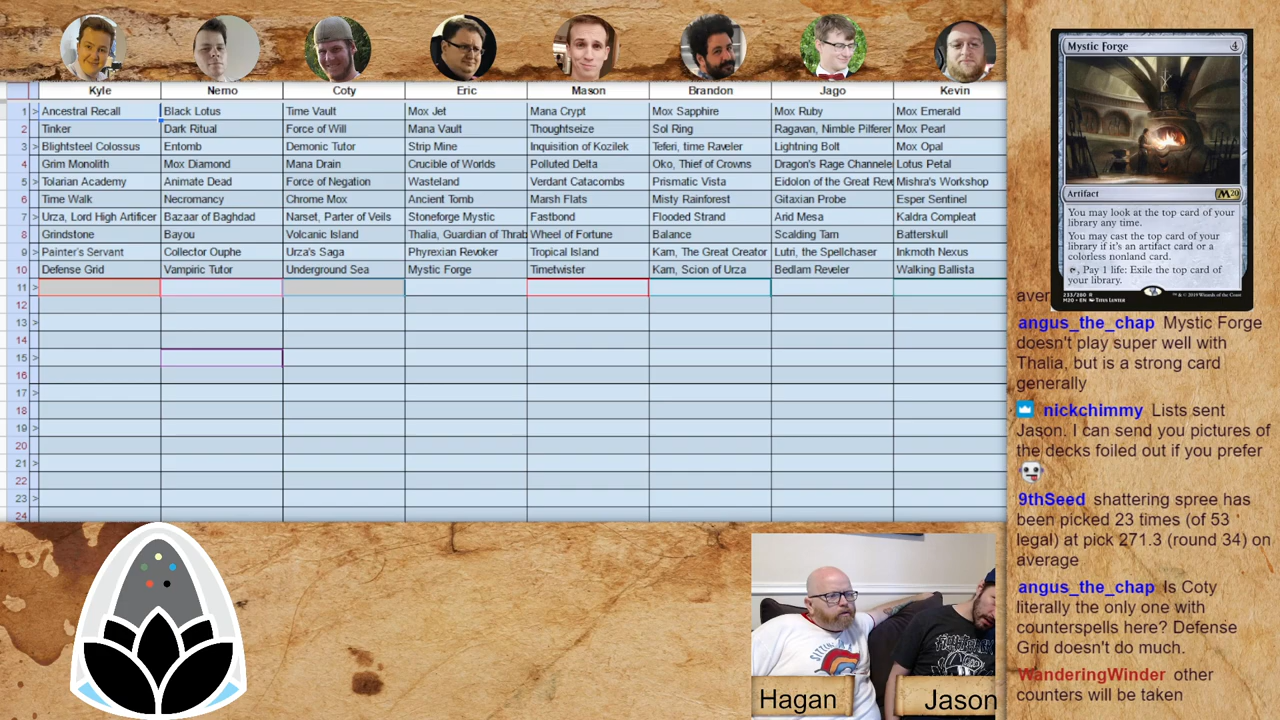 Kyle Nemo Coty Eric Mason Brandon Jago Kevin
1 > Ancestral Recall Black Lotus Time Vault Mox Jet Mana Crypt Mox Sapphire Mox Ruby Mox Emerald
2 Tinker Dark Ritual Force of Will Mana Vault Thoughtseize Sol Ring Ragavan, Nimble Pilferer Mox Pearl
3 > Blightsteel Colossus Entomb Demonic Tutor Strip Mine Inquisition of Kozilek Teferi, time Raveler Lightning Bolt Mox Opal
4 Grim Monolith Mox Diamond Mana Drain Crucible of Worlds Polluted Delta Oko, Thief of Crowns Dragon's Rage Channele Lotus Petal
5 > Tolarian Academy Animate Dead Force of Negation Wasteland Verdant Catacombs Prismatic Vista Eidolon of the Great Rev Mishra's Workshop
6 Time Walk Necromancy Chrome Mox Ancient Tomb Marsh Flats Misty Rainforest Gitaxian Probe Esper Sentinel
7 > Urza, Lord High Artificer Bazaar of Baghdad Narset, Parter of Veils Stoneforge Mystic Fastbond Flooded Strand Arid Mesa Kaldra Compleat
8 Grindstone Bayou Volcanic Island Thalia, Guardian of Thrab Wheel of Fortune Balance Scalding Tarn Batterskull
9 > Painter's Servant Collector Ouphe Urza's Saga Phyrexian Revoker Tropical Island Karn, The Great Creator Lutri, the Spellchaser Inkmoth Nexus
10 Defense Grid Vampiric Tutor Underground Sea Mystic Forge Timetwister Karn, Scion of Urza Bedlam Reveler Walking Ballista
11 >
12
13 >
14
15 >
16
17 >
18
19 >
20
21 >
22
23 >
24
Mystic Forge 4
Artifact M20
You may look at the top card of your
library any time.
You may cast the top card of your
library if it's an artifact card or a
colorless nonland card.
, Pay 1 life: Exile the top card of
your library.
233/280 R
aver
angus_the_chap Mystic Forge
doesn't play super well with
Thalia, but is a strong card
generally
nickchimmy Lists sent
Jason. I can send you pictures of
the decks foiled out if you prefer
9thSeed shattering spree has
been picked 23 times (of 53
legal) at pick 271.3 (round 34) on
average
angus_the_chap Is Coty
literally the only one with
counterspells here? Defense
Grid doesn't do much.
WanderingWinder other
counters will be taken
Hagan
Jason